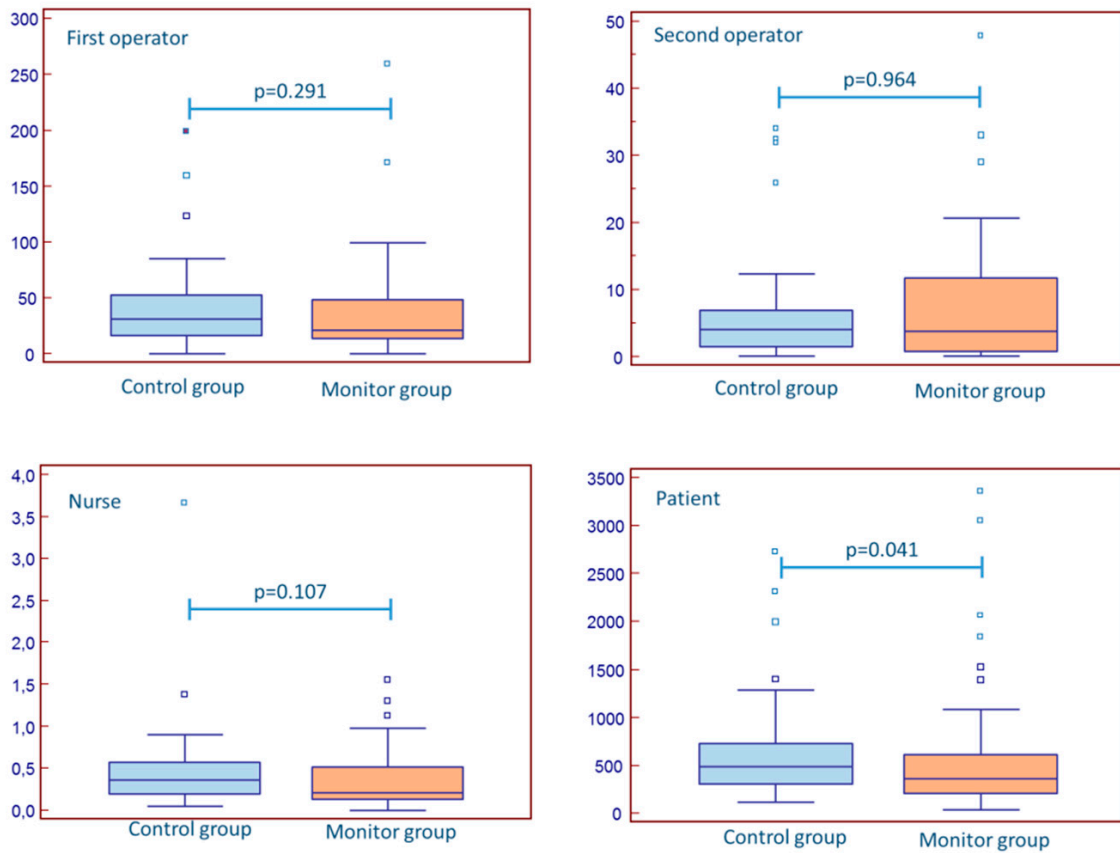 First operator
300
250
200
150
100
50
0
p=0.291
Control group
Monitor group
Second operator
50
40
30
20
10
0
p=0.964
Control group
Monitor group
Nurse
4.0
3.5
3.0
2.5
2.0
1.5
1.0
0.5
0.0
p=0.107
Control group
Monitor group
Patient
3500
3000
2500
2000
1500
1000
500
0
p=0.041
Control group
Monitor group